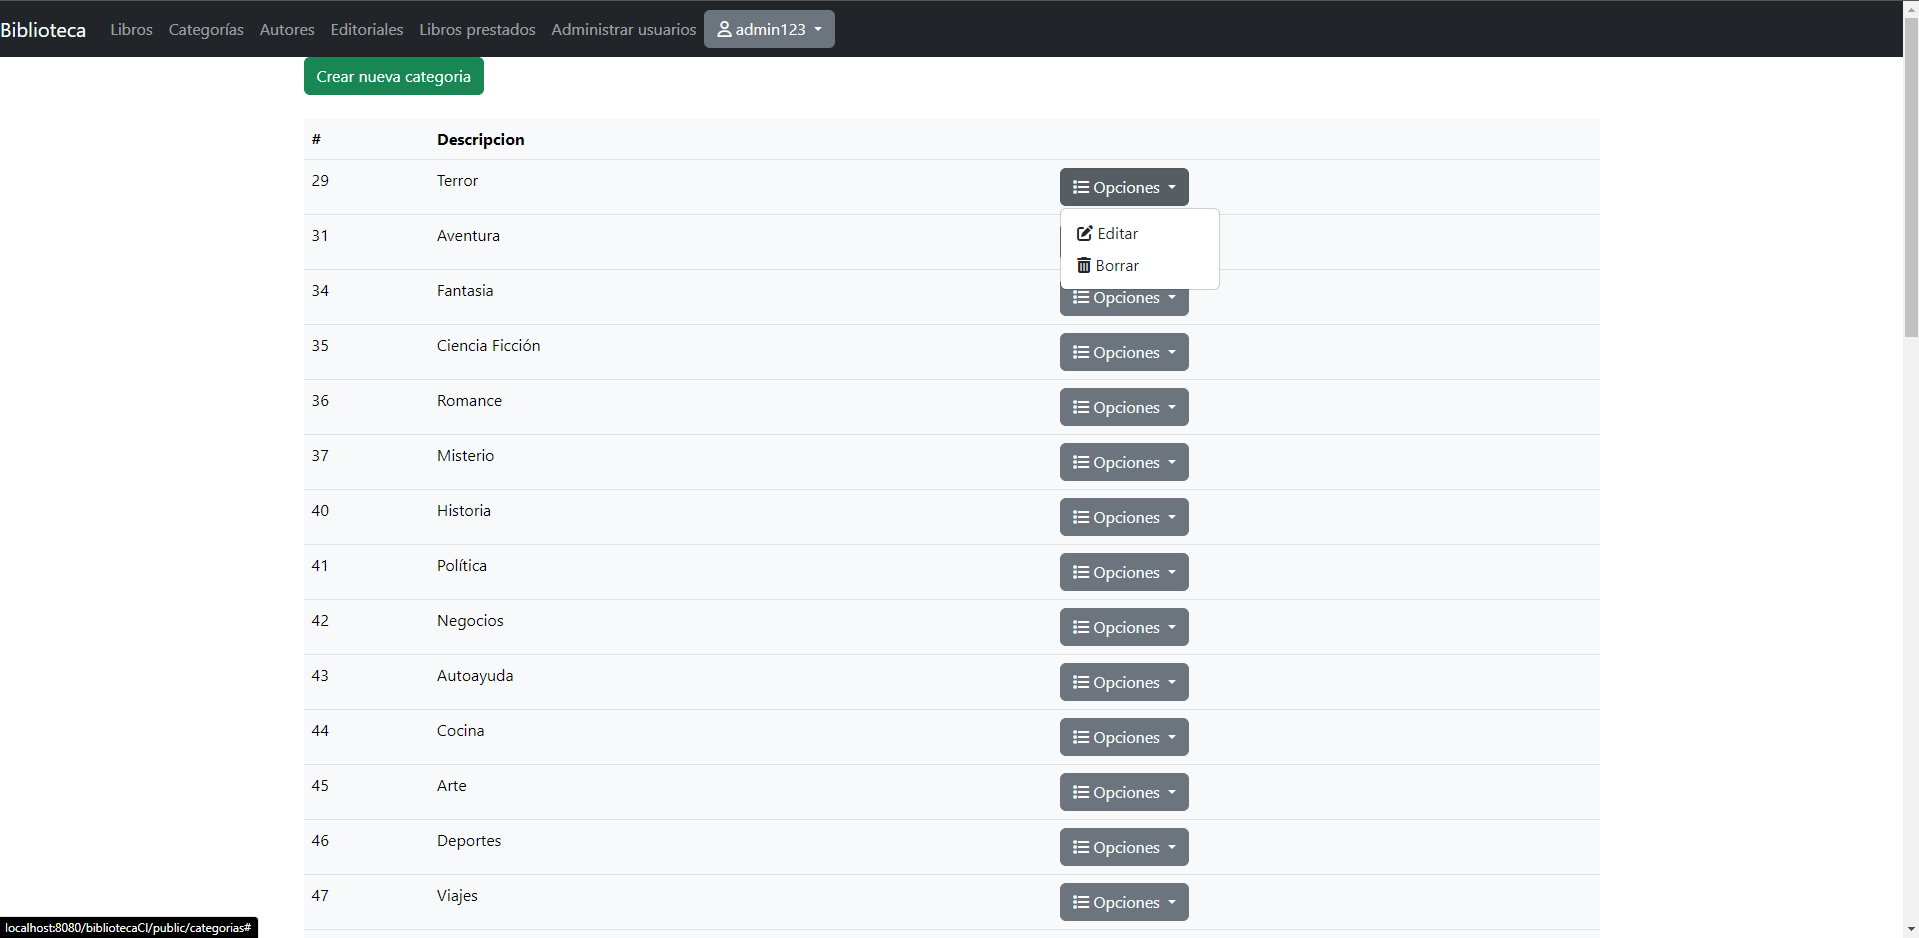 Biblioteca Libros Categorías Autores Editoriales Libros prestados Administrar usuarios admin123
Crear nueva categoria
# Descripcion
29 Terror Opciones
Editar
Borrar
31 Aventura
34 Fantasia Opciones
35 Ciencia Ficción Opciones
36 Romance Opciones
37 Misterio Opciones
40 Historia Opciones
41 Política Opciones
42 Negocios Opciones
43 Autoayuda Opciones
44 Cocina Opciones
45 Arte Opciones
46 Deportes Opciones
47 Viajes Opciones
localhost:8080/bibliotecaCI/public/categorias#